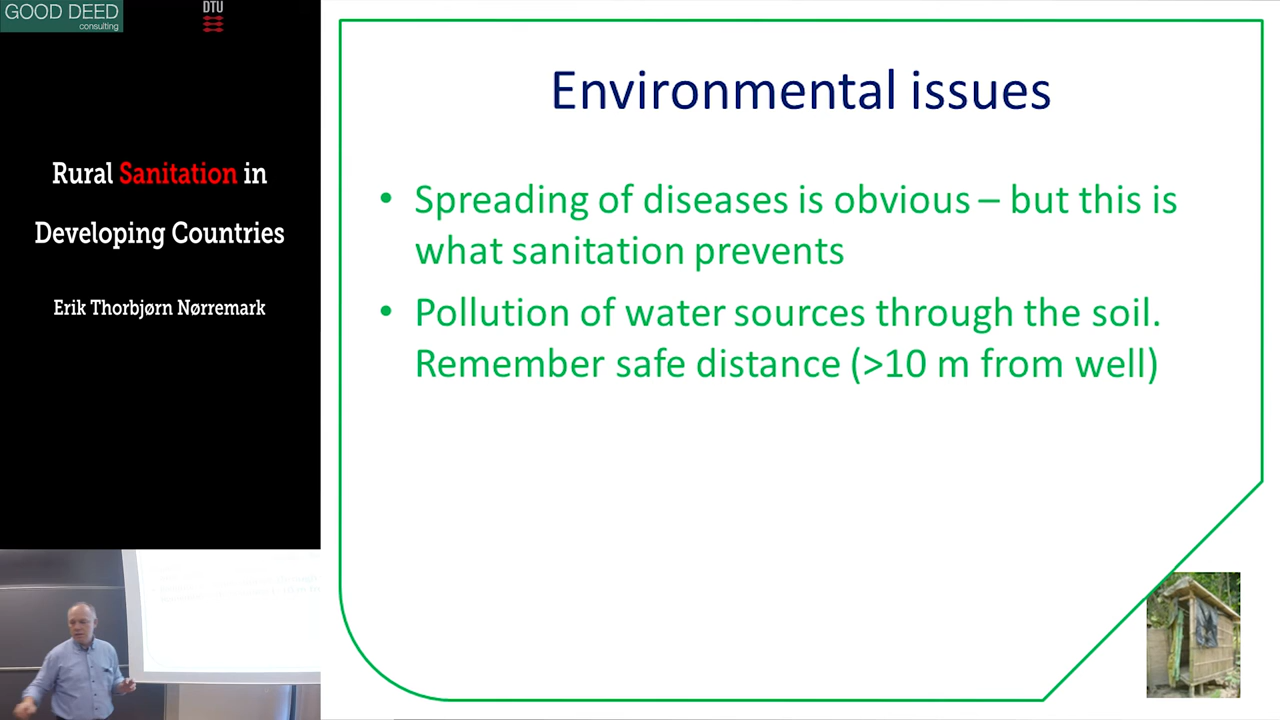 GOOD DEED
consulting
DTU
Rural Sanitation in
Developing Countries
Erik Thorbjørn Nørremark
Environmental issues
• Spreading of diseases is obvious – but this is
what sanitation prevents
• Pollution of water sources through the soil.
Remember safe distance (>10 m from well)